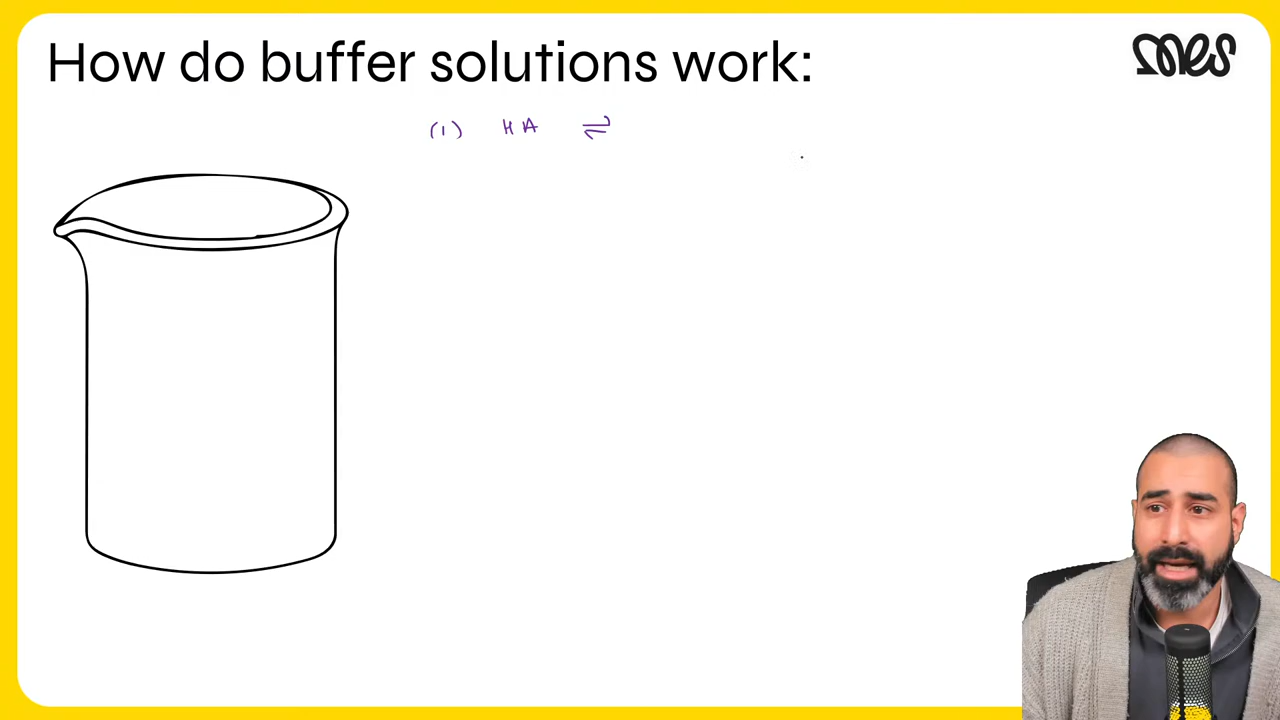 How do buffer solutions work:
(1) HA ⇌